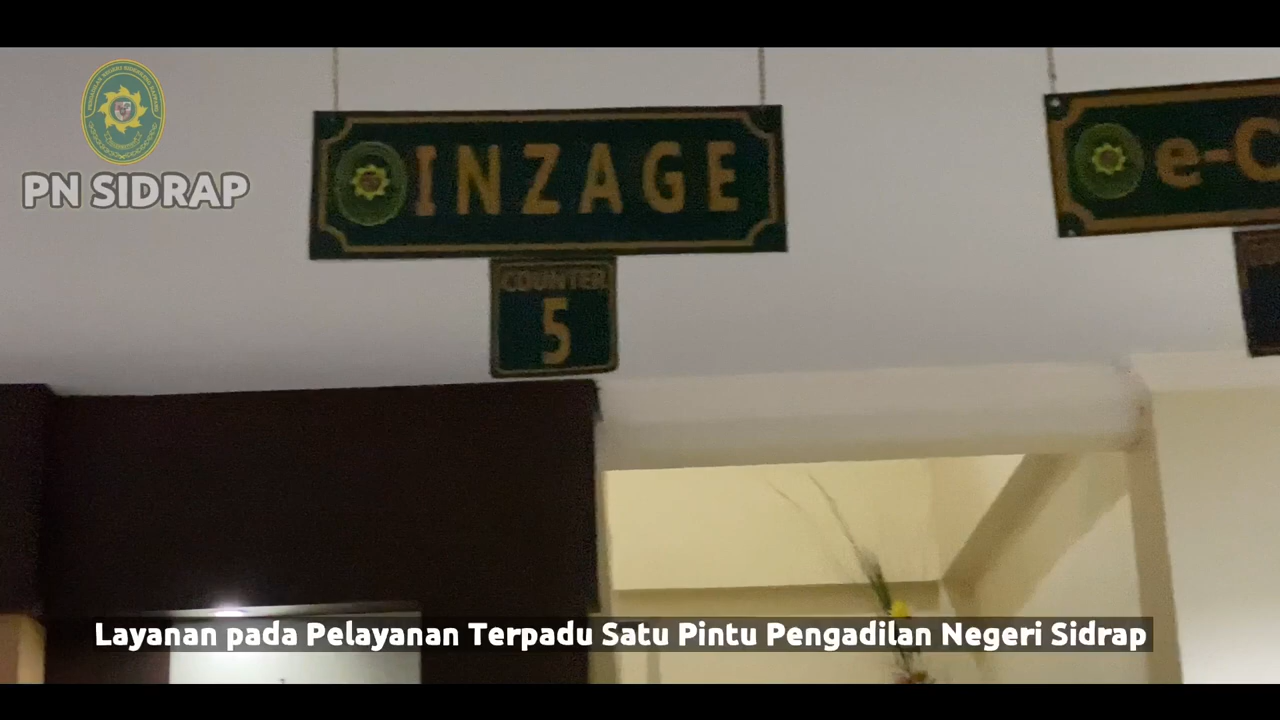 PN SIDRAP
INZAGE
COUNTER
5
e-C
Layanan pada Pelayanan Terpadu Satu Pintu Pengadilan Negeri Sidrap